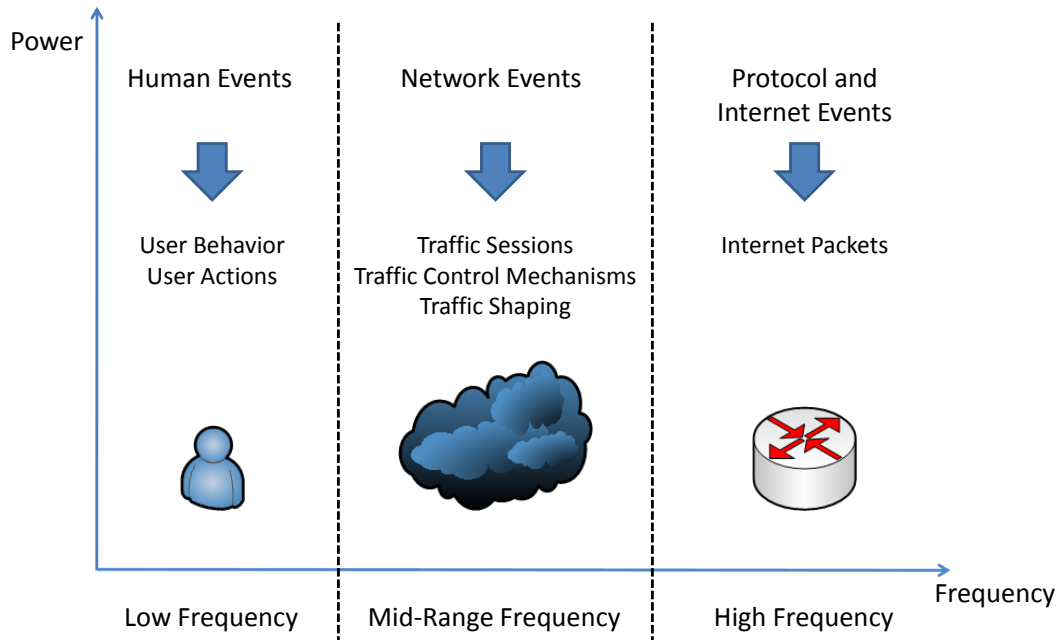 Power
Human Events
Network Events
Protocol and
Internet Events
User Behavior
User Actions
Traffic Sessions
Traffic Control Mechanisms
Traffic Shaping
Internet Packets
Frequency
Low Frequency
Mid-Range Frequency
High Frequency